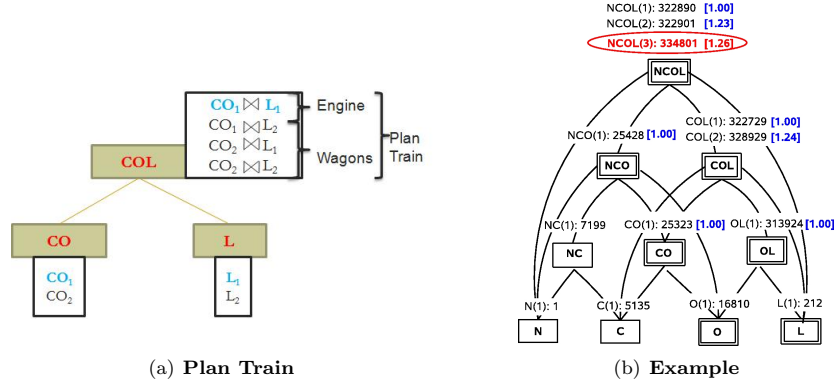 CO₁ ⋈ L₁
CO₁ ⋈ L₂
CO₂ ⋈ L₁
CO₂ ⋈ L₂
Engine
Wagons
Plan
Train
COL
CO
L
CO₁
CO₂
L₁
L₂
(a) Plan Train
NCOL(1): 322890 [1.00]
NCOL(2): 322901 [1.23]
NCOL(3): 334801 [1.26]
NCOL
COL(1): 322729 [1.00]
NCO(1): 25428 [1.00]
COL(2): 328929 [1.24]
NCO
COL
NC(1): 7199
CO(1): 25323 [1.00]
OL(1): 313924 [1.00]
NC
CO
OL
N(1): 1
C(1): 5135
O(1): 16810
L(1): 212
N
C
O
L
(b) Example